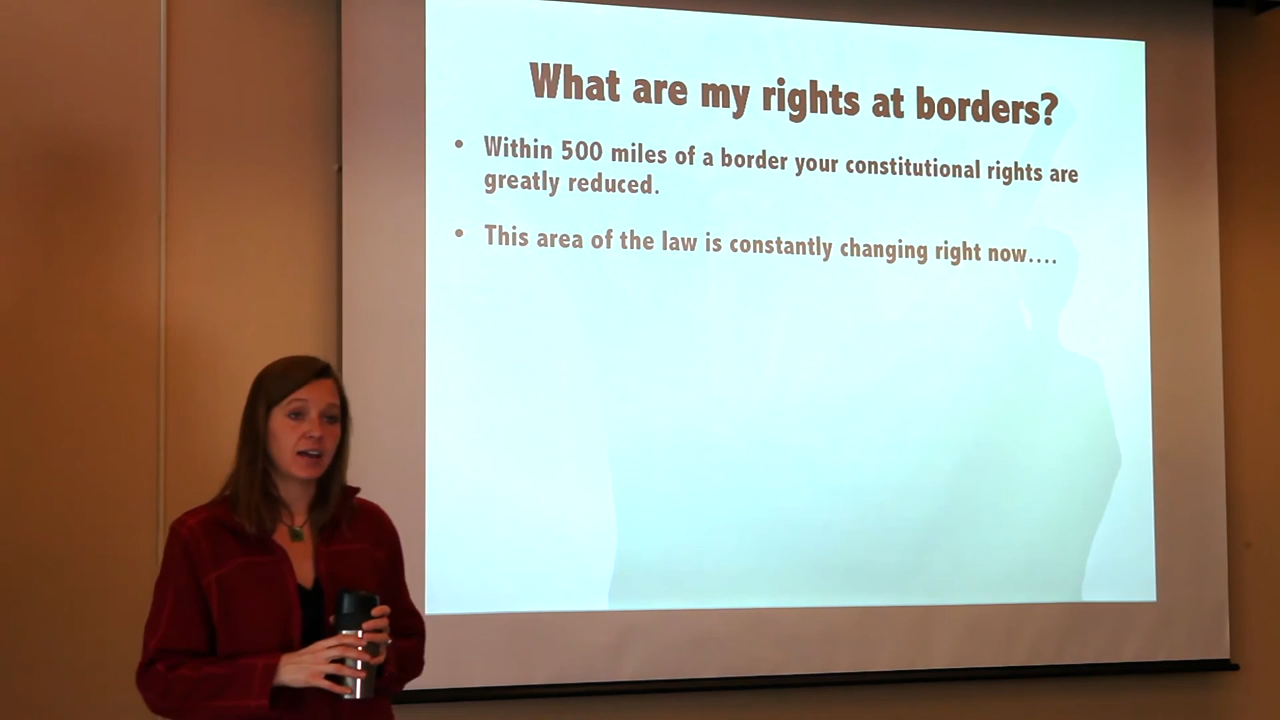 What are my rights at borders?
• Within 500 miles of a border your constitutional rights are
greatly reduced.
• This area of the law is constantly changing right now....